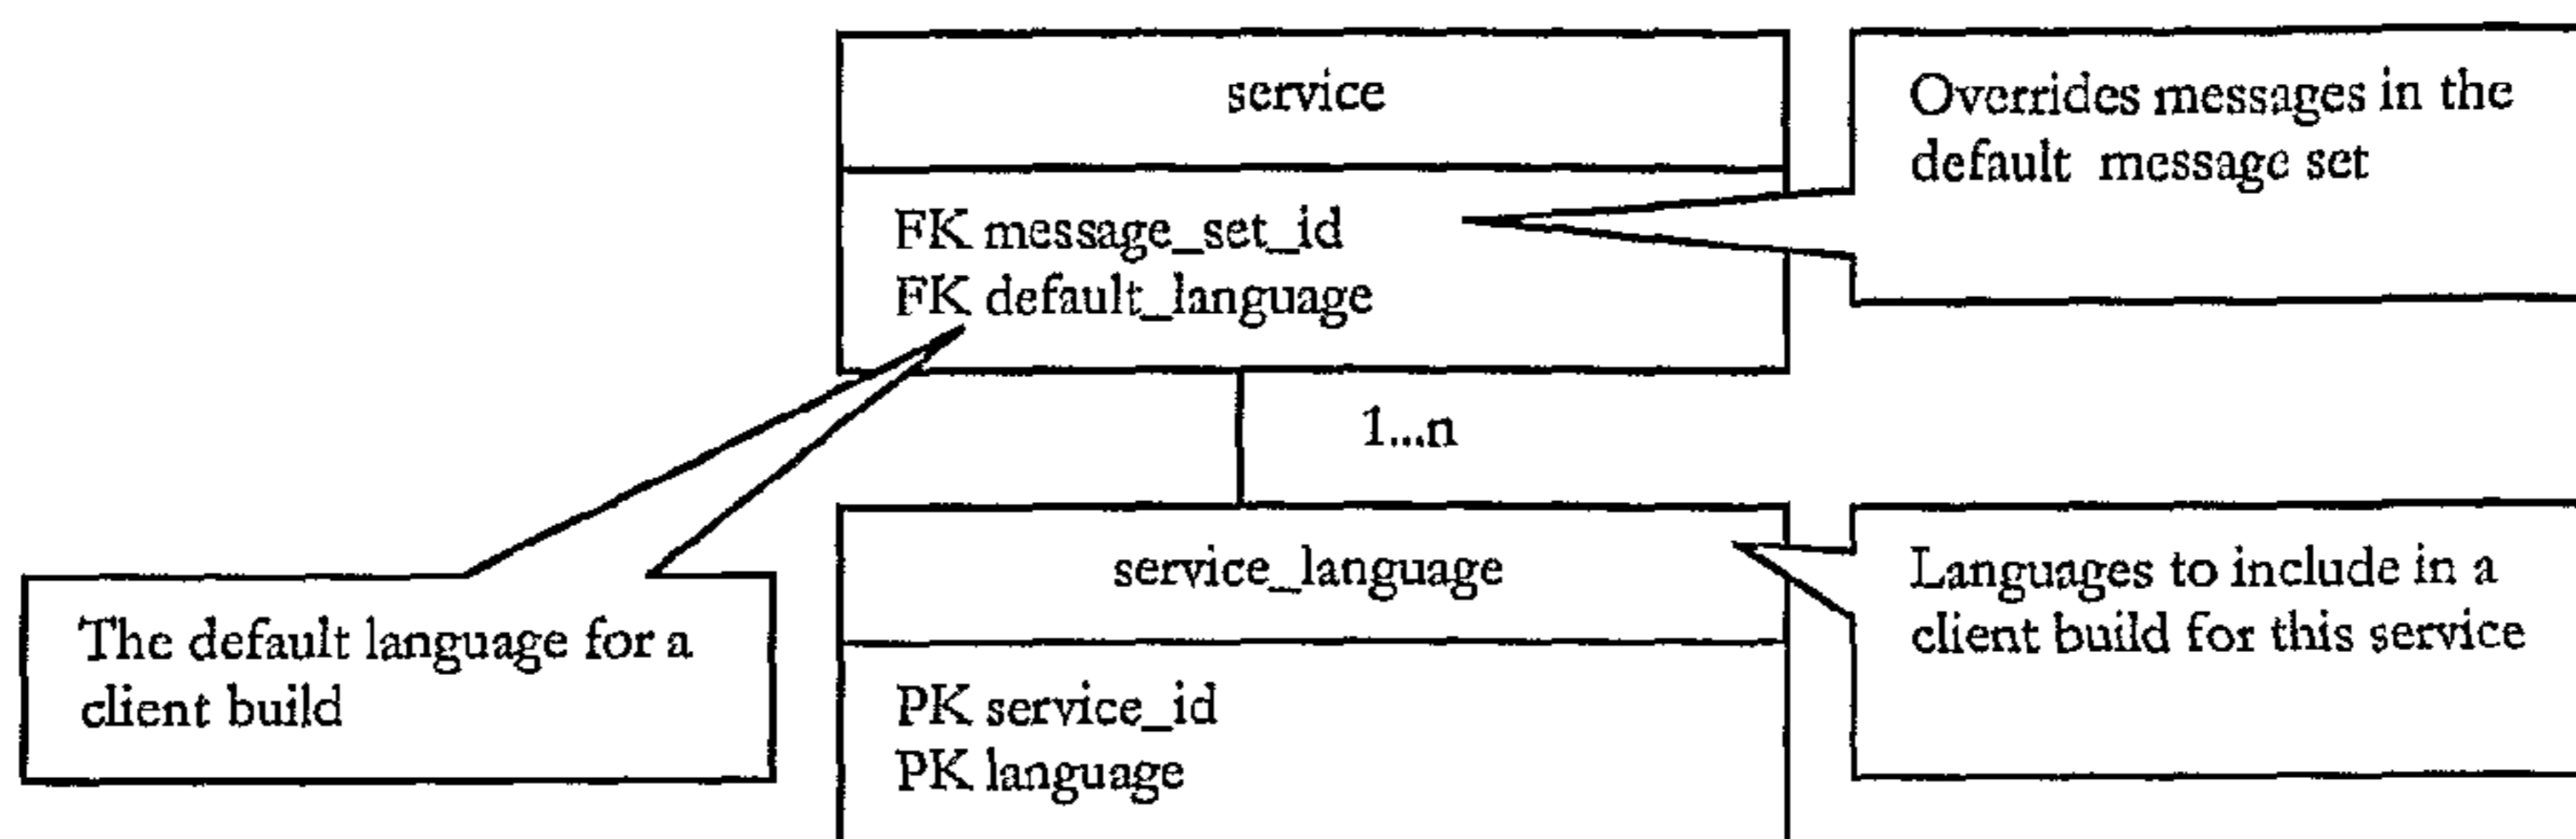 service
Overrides messages in the
default message set
FK message_set_id
FK default_language
1...n
The default language for a
client build
service_language
Languages to include in a
client build for this service
PK service_id
PK language